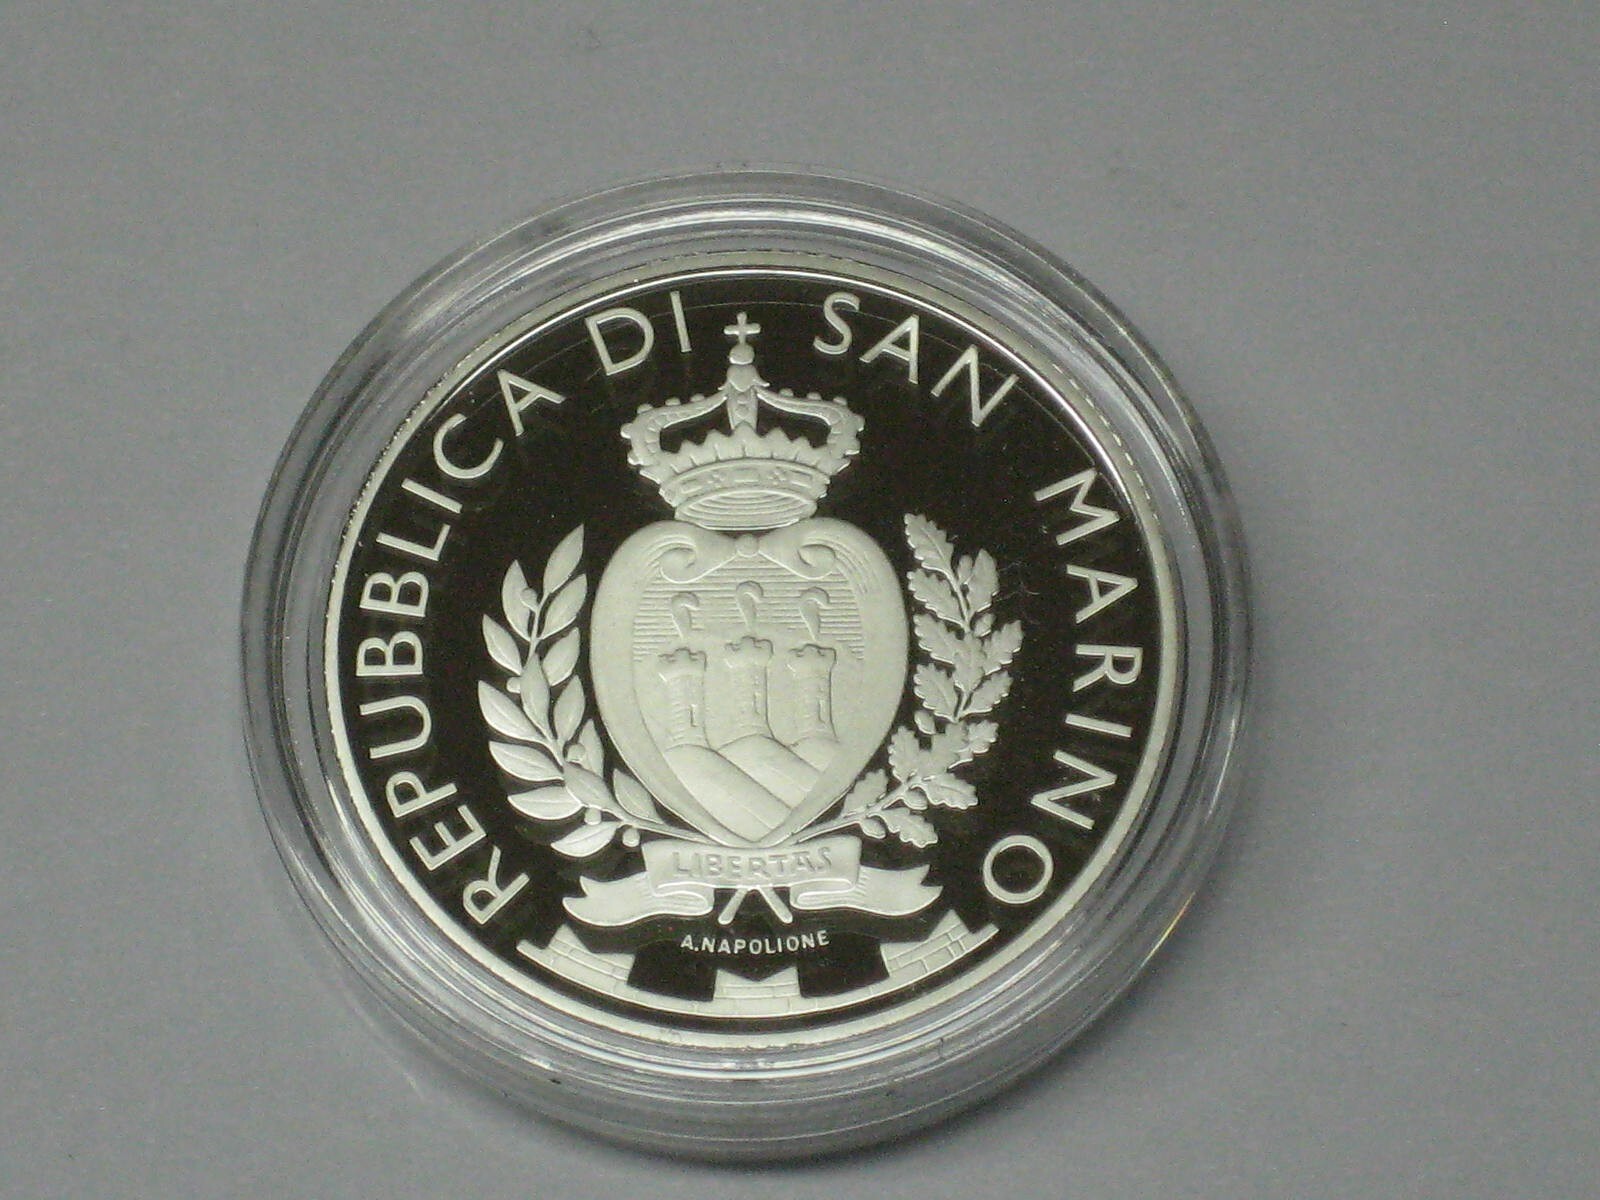 REPUBBLICA DI SAN MARINO
LIBERTAS
A.NAPOLIONE